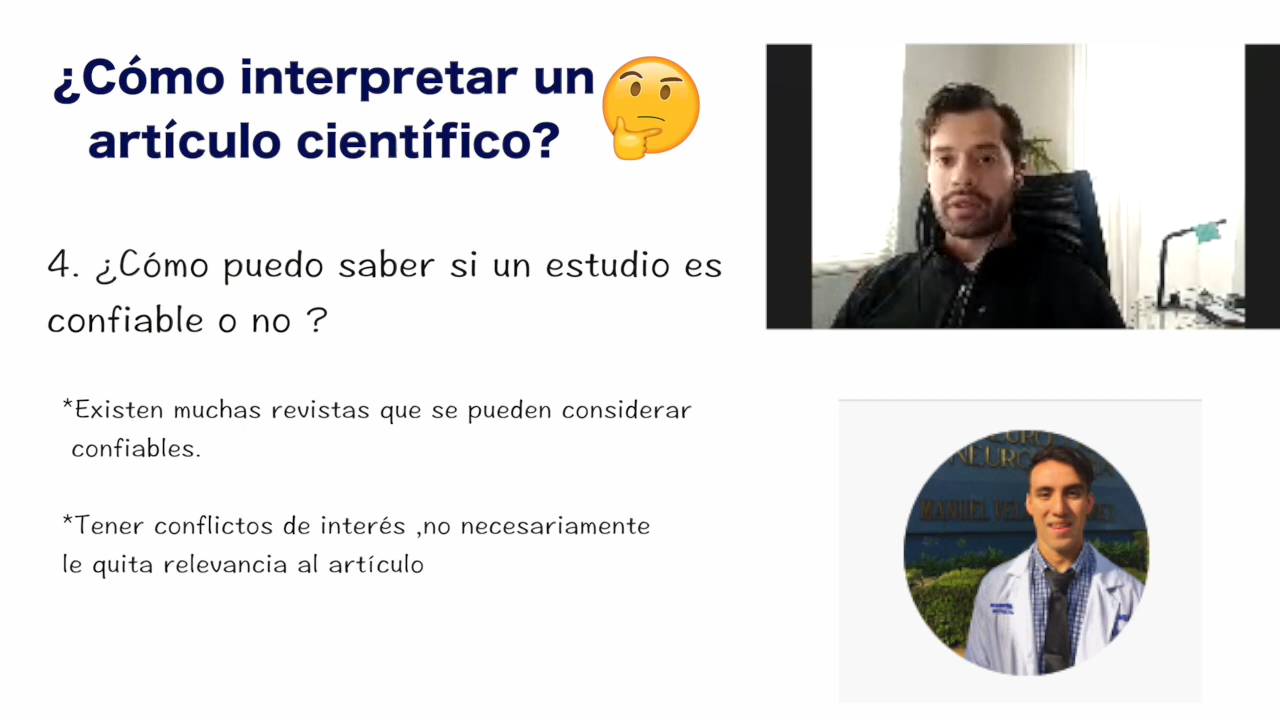 ¿Cómo interpretar un
artículo científico?
4. ¿Cómo puedo saber si un estudio es
confiable o no ?
*Existen muchas revistas que se pueden considerar
confiables.
*Tener conflictos de interés ,no necesariamente
le quita relevancia al artículo
MANUEL